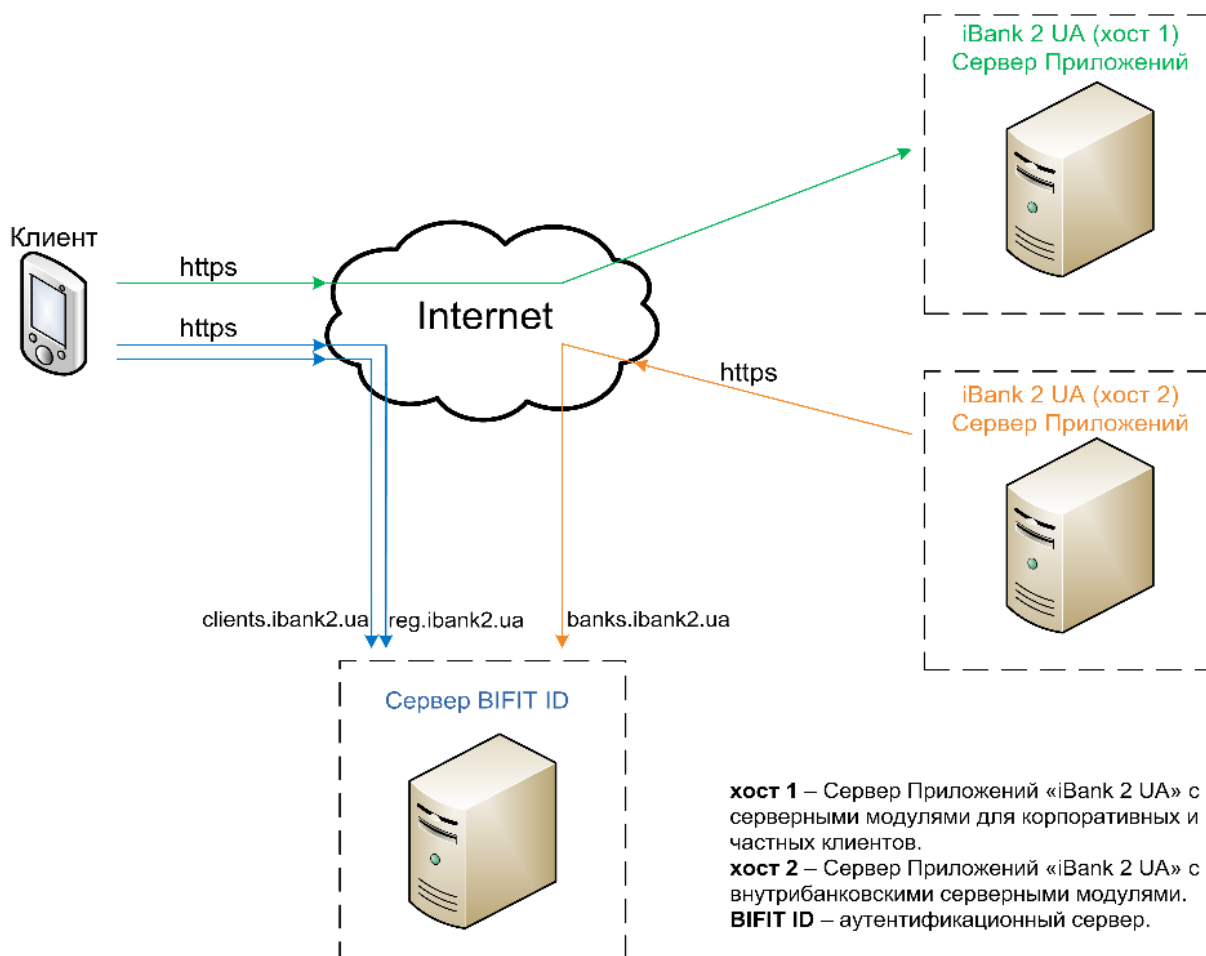 iBank 2 UA (хост 1)
Сервер Приложений
Клиент
https
https
Internet
https
iBank 2 UA (хост 2)
Сервер Приложений
clients.ibank2.ua
reg.ibank2.ua
banks.ibank2.ua
Сервер BIFIT ID
хост 1 – Сервер Приложений «iBank 2 UA» с
серверными модулями для корпоративных и
частных клиентов.
хост 2 – Сервер Приложений «iBank 2 UA» с
внутрибанковскими серверными модулями.
BIFIT ID – аутентификационный сервер.